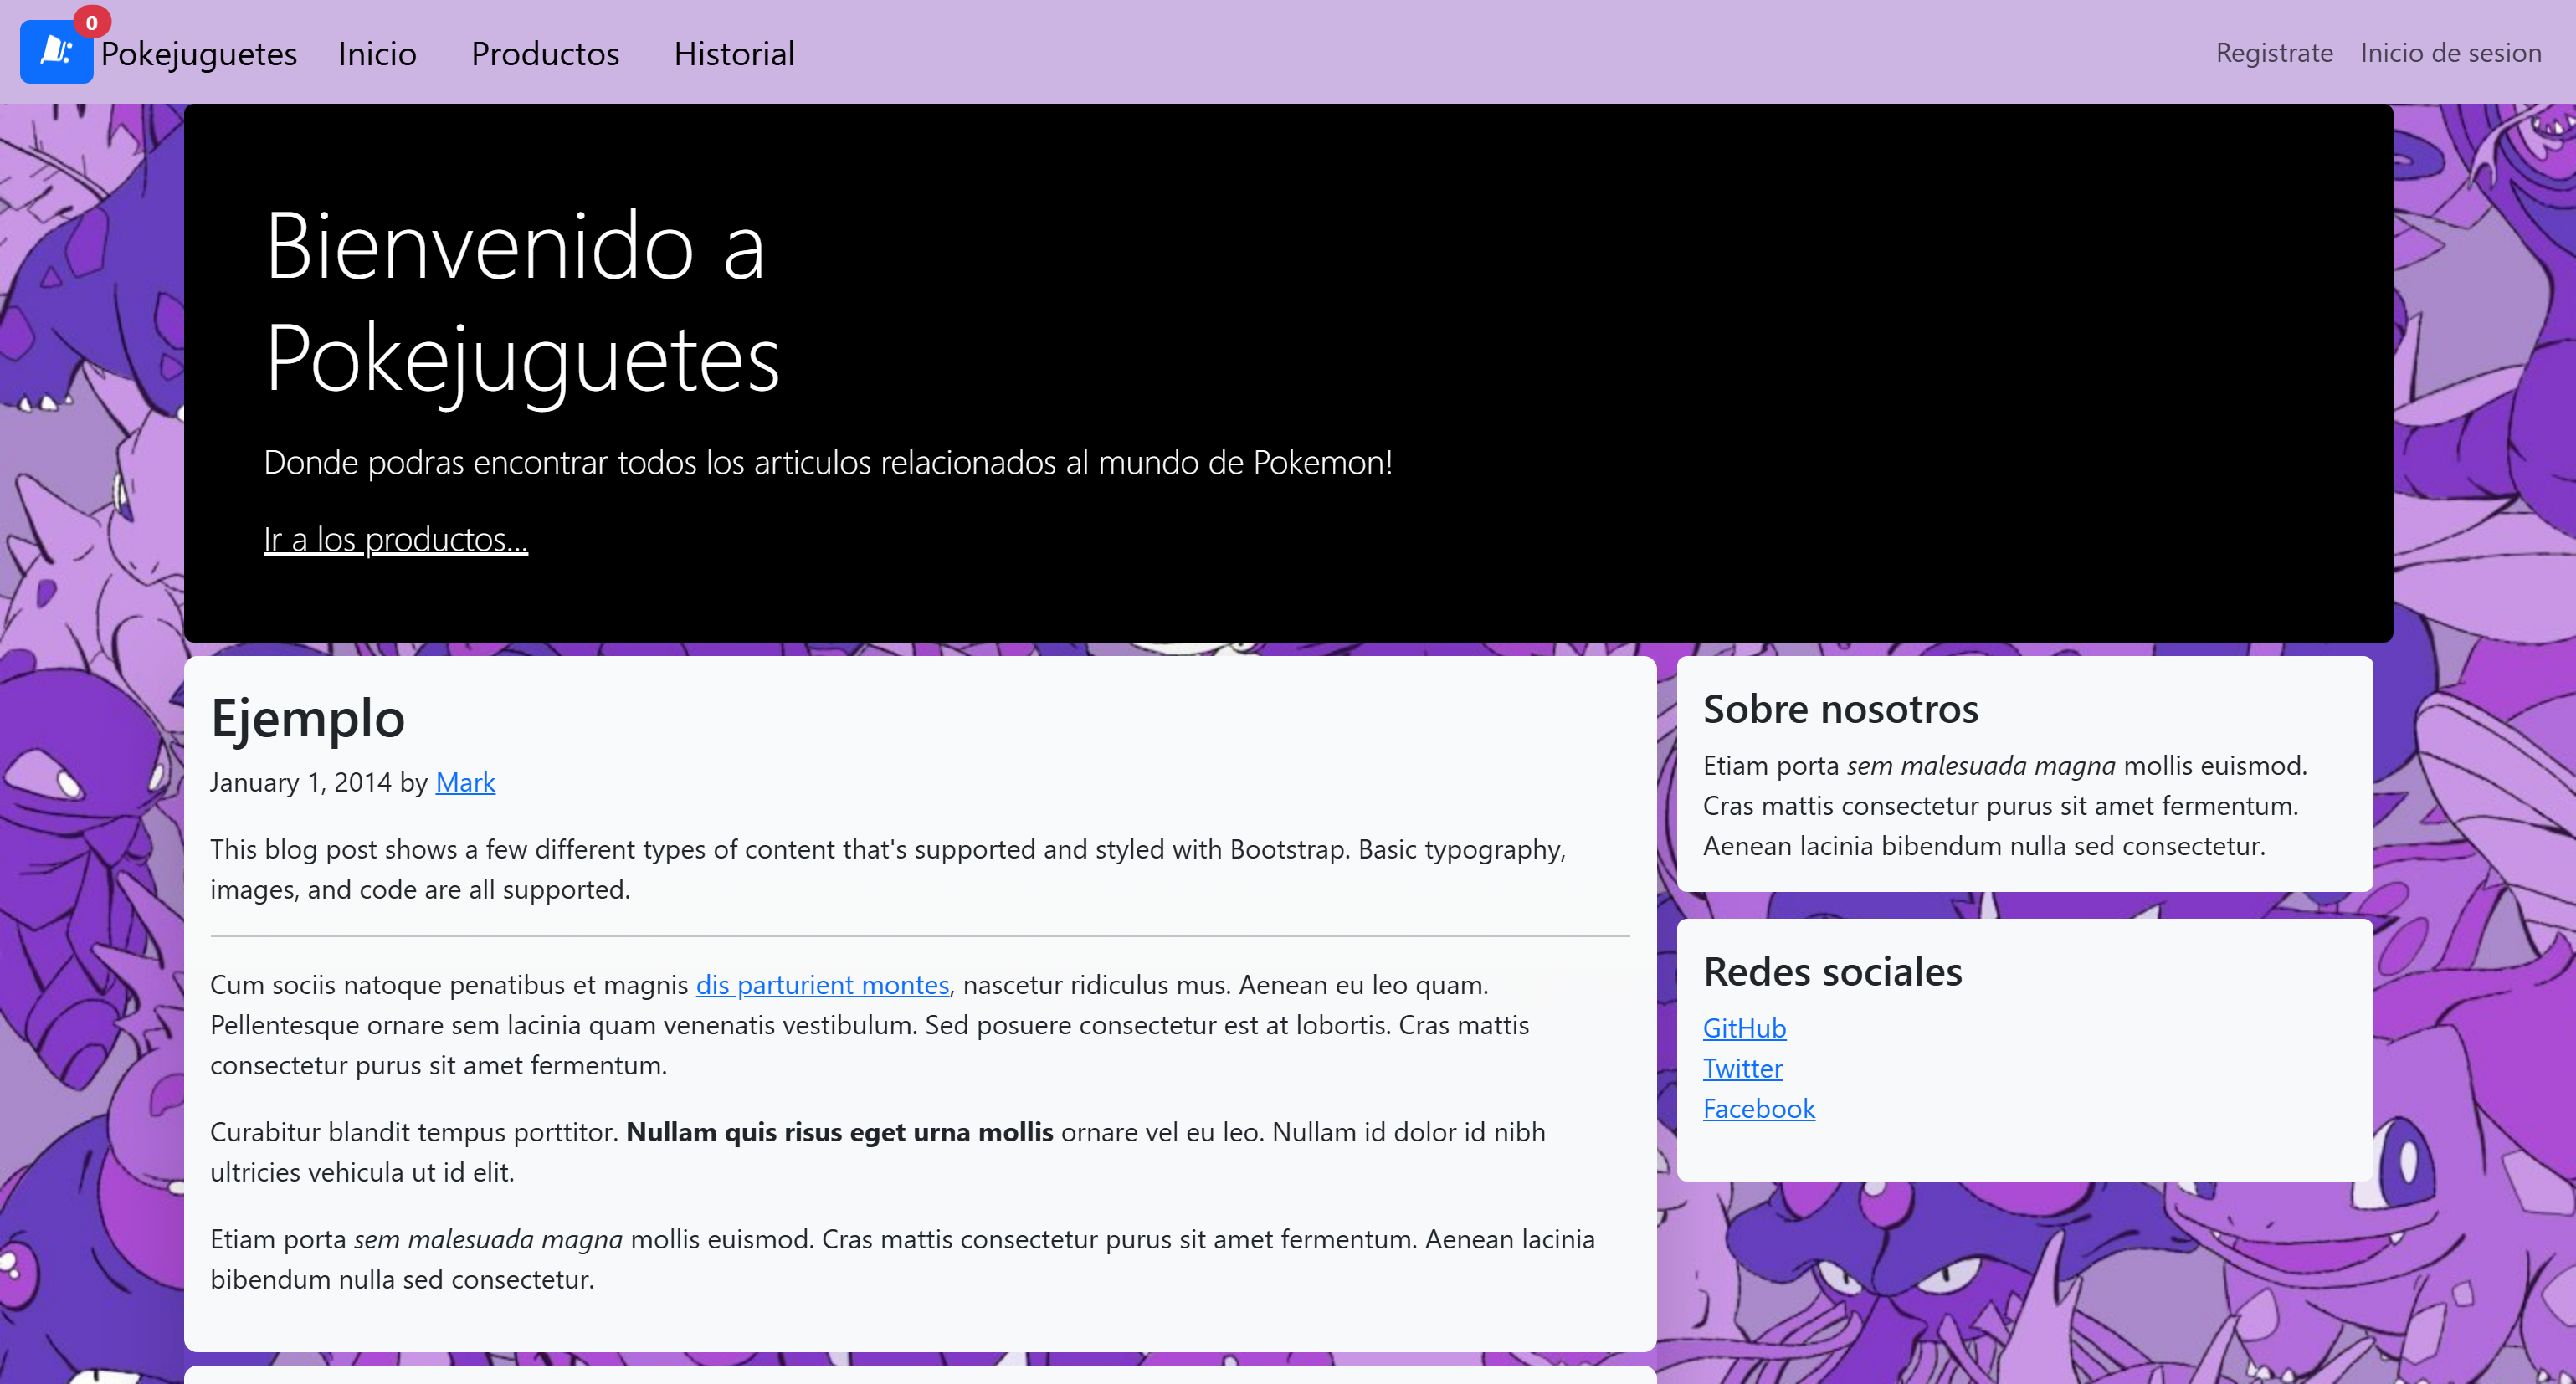 0
Pokejuguetes Inicio Productos Historial Registrate Inicio de sesion
Bienvenido a
Pokejuguetes
Donde podras encontrar todos los articulos relacionados al mundo de Pokemon!
Ir a los productos...
Ejemplo
January 1, 2014 by Mark
This blog post shows a few different types of content that's supported and styled with Bootstrap. Basic typography,
images, and code are all supported.
Cum sociis natoque penatibus et magnis dis parturient montes, nascetur ridiculus mus. Aenean eu leo quam.
Pellentesque ornare sem lacinia quam venenatis vestibulum. Sed posuere consectetur est at lobortis. Cras mattis
consectetur purus sit amet fermentum.
Curabitur blandit tempus porttitor. Nullam quis risus eget urna mollis ornare vel eu leo. Nullam id dolor id nibh
ultricies vehicula ut id elit.
Etiam porta sem malesuada magna mollis euismod. Cras mattis consectetur purus sit amet fermentum. Aenean lacinia
bibendum nulla sed consectetur.
Sobre nosotros
Etiam porta sem malesuada magna mollis euismod.
Cras mattis consectetur purus sit amet fermentum.
Aenean lacinia bibendum nulla sed consectetur.
Redes sociales
GitHub
Twitter
Facebook